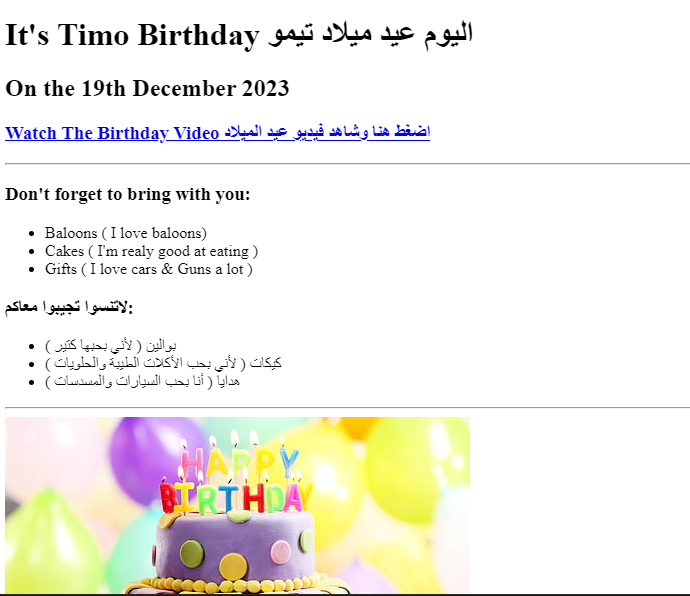 It's Timo Birthday اليوم عيد ميلاد تيمو
On the 19th December 2023
Watch The Birthday Video اضغط هنا وشاهد فيديو عيد الميلاد
Don't forget to bring with you:
Baloons ( I love baloons)
Cakes ( I'm realy good at eating )
Gifts ( I love cars & Guns a lot )
لاتنسوا تجيبوا معاكم:
بوالين ( لأني بحبها كتير )
كيكات ( لأني بحب الأكلات الطيبة والحلويات )
هدايا ( أنا بحب السيارات والمسدسات )
HAPPY
BIRTHDAY